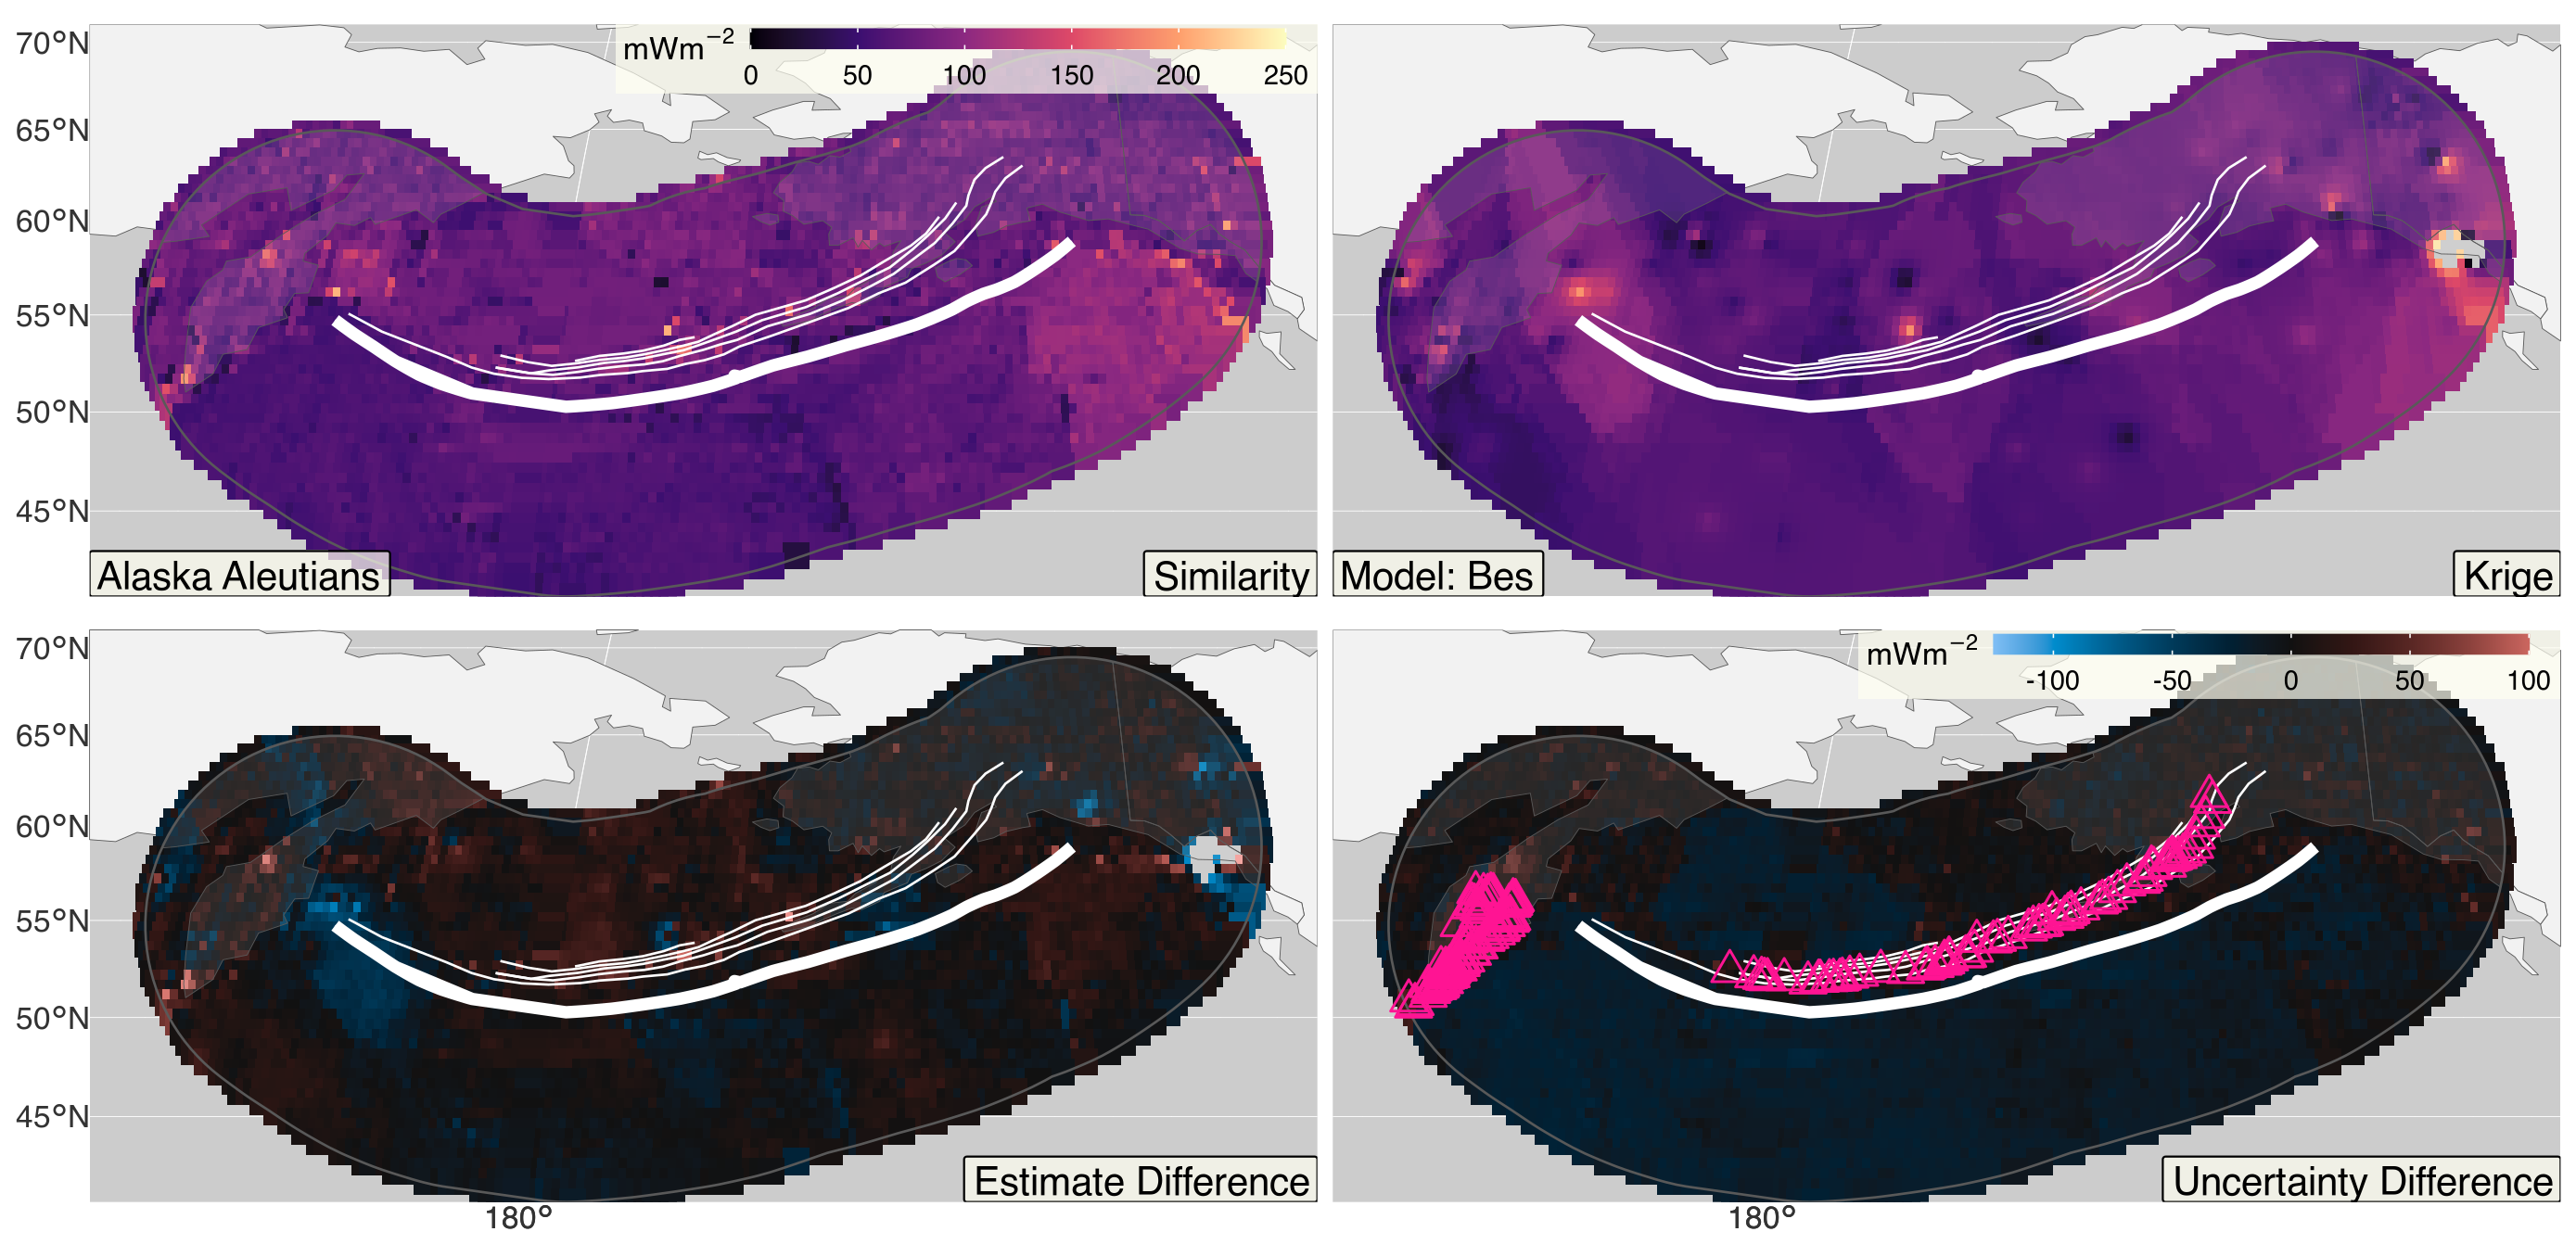 mWm−2
0 50 100 150 200 250
70°N
65°N
60°N
55°N
50°N
45°N
Alaska Aleutians
Similarity
Model: Bes
Krige
mWm−2
-100 -50 0 50 100
70°N
65°N
60°N
55°N
50°N
45°N
Estimate Difference
Uncertainty Difference
180°
180°